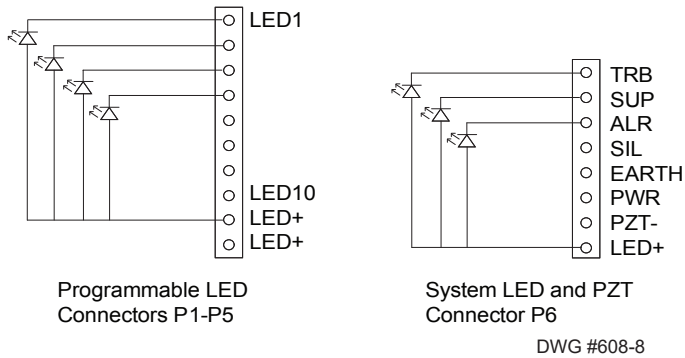 LED1
LED10
LED+
LED+
Programmable LED
Connectors P1-P5
TRB
SUP
ALR
SIL
EARTH
PWR
PZT-
LED+
System LED and PZT
Connector P6
DWG #608-8